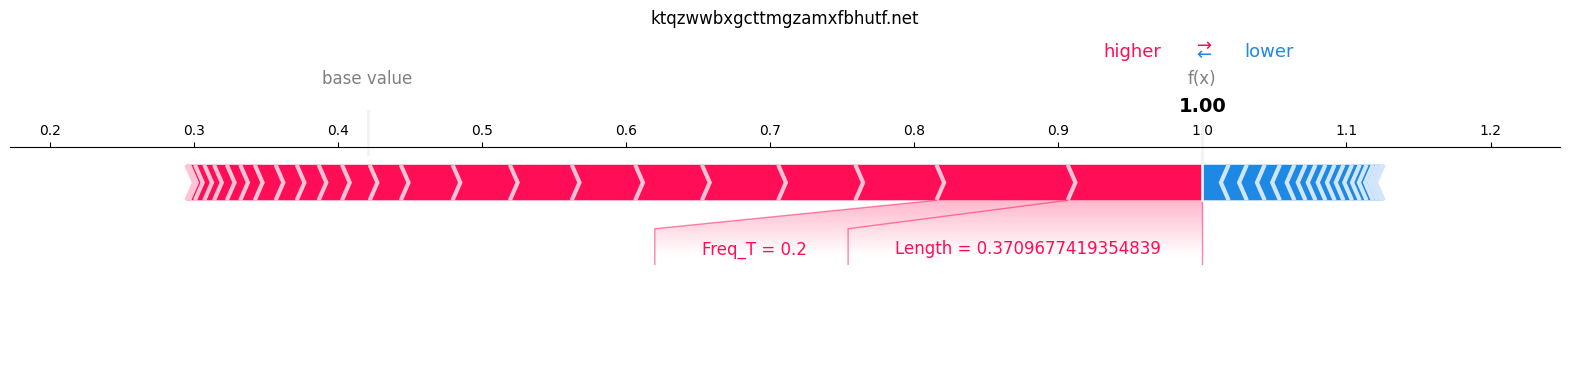 ktqzwwbxgcttmgzamxfbhutf.net
higher ⇄ lower
base value f(x)
1.00
0.2 0.3 0.4 0.5 0.6 0.7 0.8 0.9 1.0 1.1 1.2
Freq_T = 0.2 Length = 0.3709677419354839